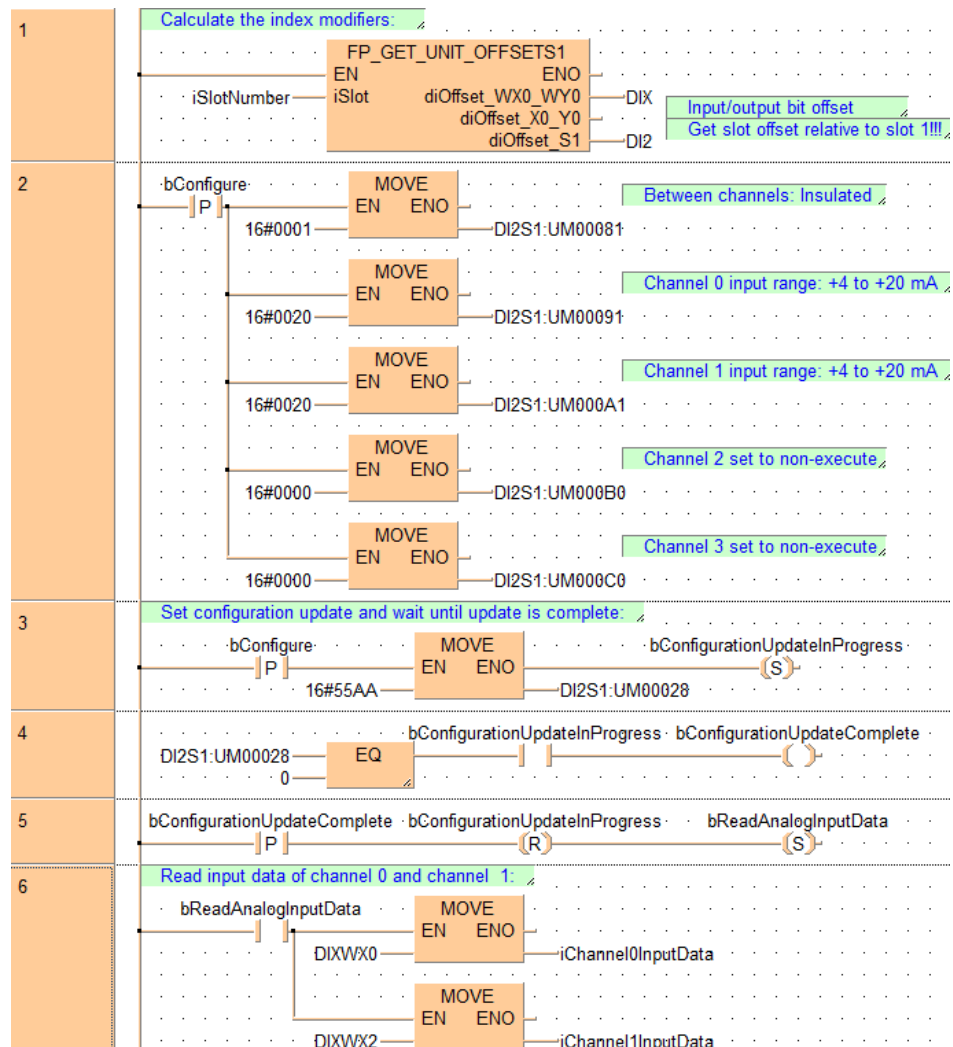 1
Calculate the index modifiers:
FP_GET_UNIT_OFFSETS1
EN ENO
iSlotNumber iSlot diOffset_WX0_WY0 DIX Input/output bit offset
diOffset_X0_Y0 Get slot offset relative to slot 1!!!
diOffset_S1 DI2
2
bConfigure MOVE Between channels: Insulated
P EN ENO
16#0001 DI2S1:UM00081
MOVE Channel 0 input range: +4 to +20 mA
EN ENO
16#0020 DI2S1:UM00091
MOVE Channel 1 input range: +4 to +20 mA
EN ENO
16#0020 DI2S1:UM000A1
MOVE Channel 2 set to non-execute
EN ENO
16#0000 DI2S1:UM000B0
MOVE Channel 3 set to non-execute
EN ENO
16#0000 DI2S1:UM000C0
3
Set configuration update and wait until update is complete:
bConfigure MOVE bConfigurationUpdateInProgress
P EN ENO S
16#55AA DI2S1:UM00028
4
bConfigurationUpdateInProgress bConfigurationUpdateComplete
DI2S1:UM00028 EQ
0
5
bConfigurationUpdateComplete bConfigurationUpdateInProgress bReadAnalogInputData
P R S
6
Read input data of channel 0 and channel 1:
bReadAnalogInputData MOVE
EN ENO
DIXWX0 iChannel0InputData
MOVE
EN ENO
DIXWX2 iChannel1InputData